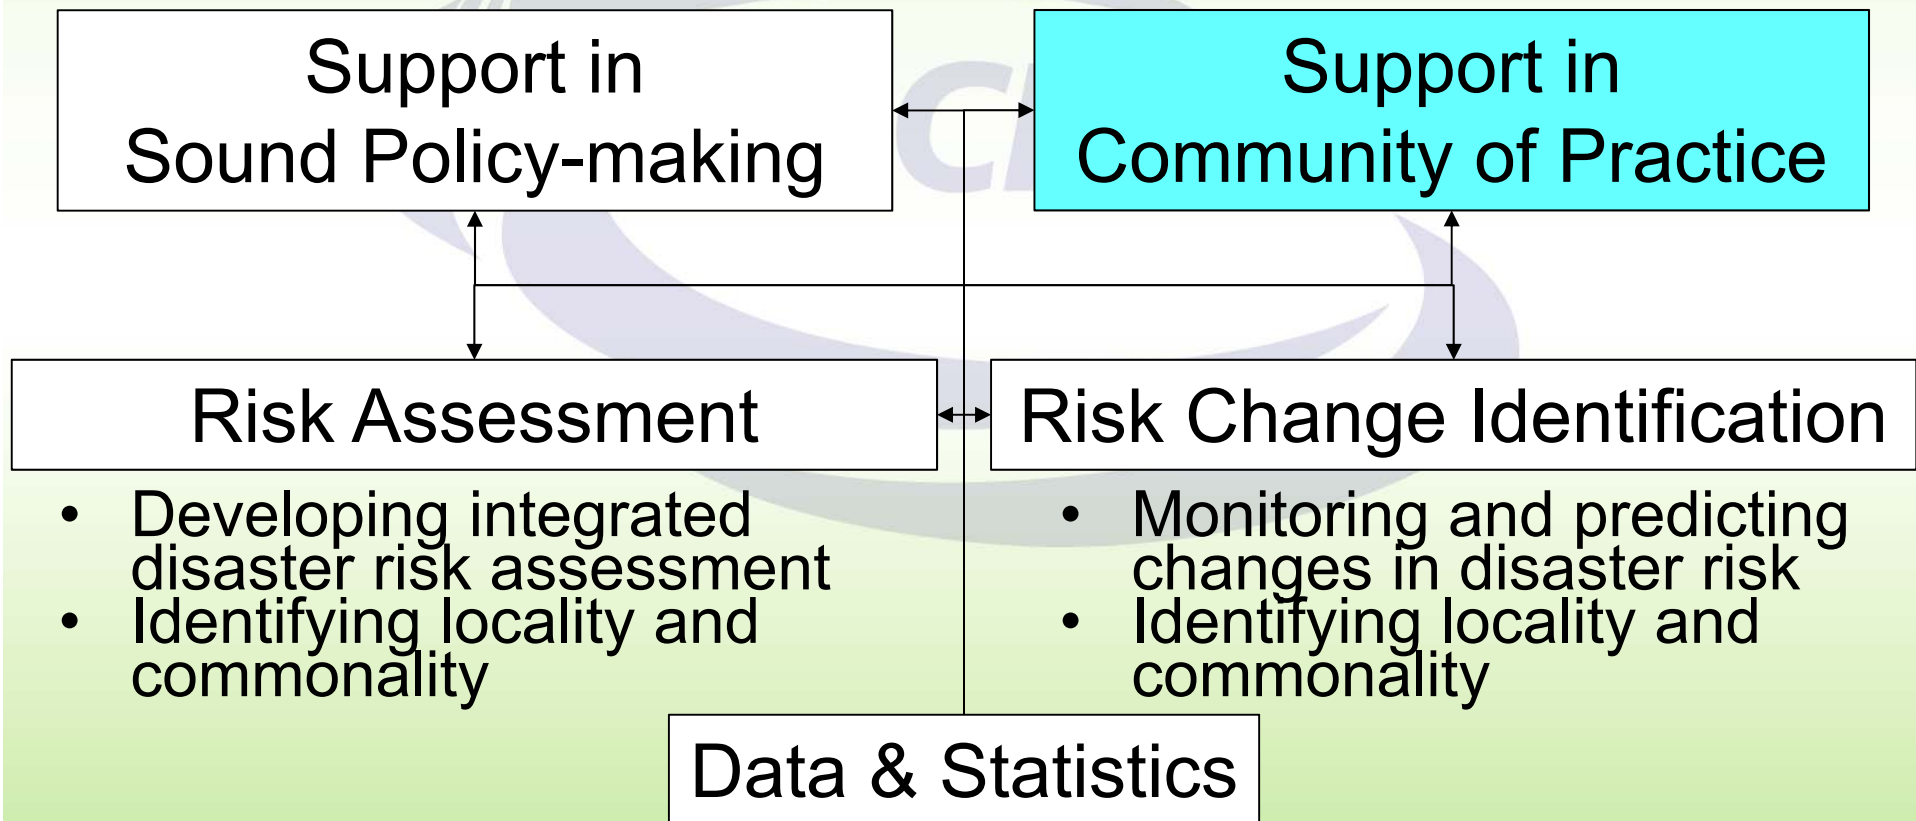 Support in
Sound Policy-making
Support in
Community of Practice
Risk Assessment
Risk Change Identification
• Developing integrated
disaster risk assessment
• Identifying locality and
commonality
• Monitoring and predicting
changes in disaster risk
• Identifying locality and
commonality
Data & Statistics